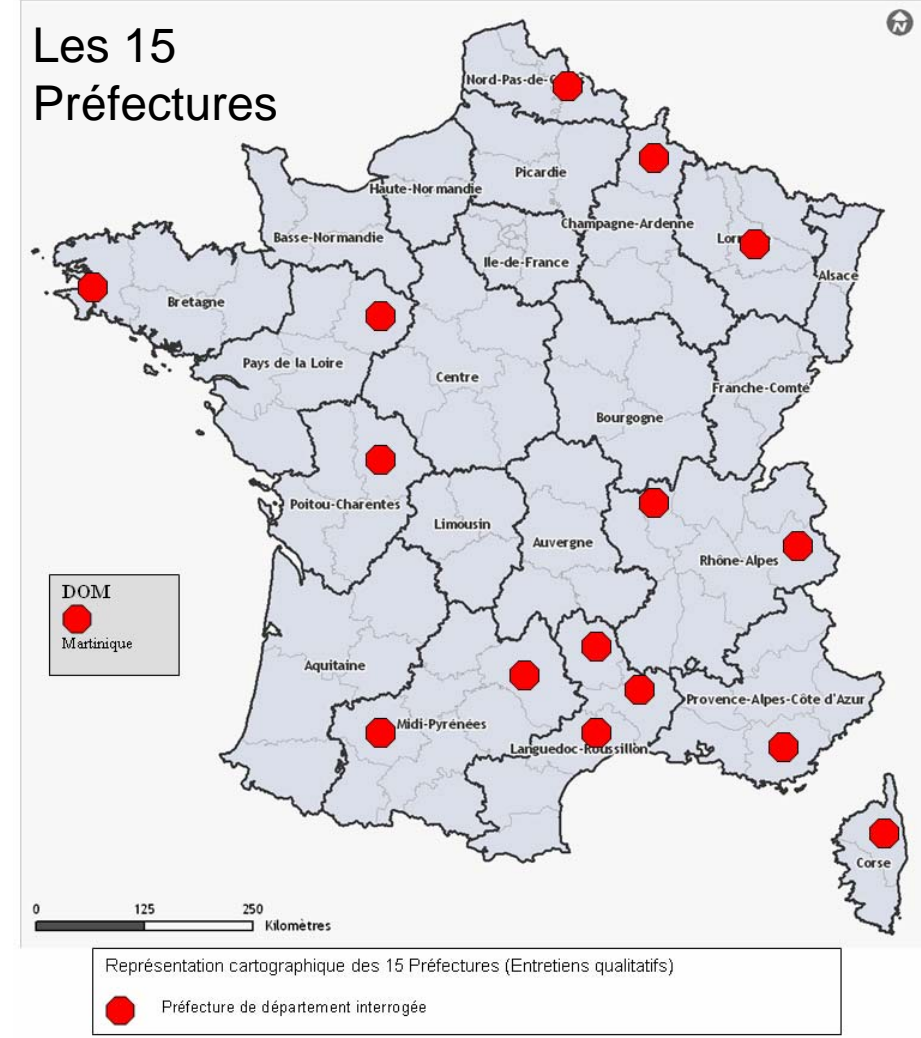 Les 15
Préfectures
N
Nord-Pas-de-C
Picardie
Haute-Normandie
Champagne-Ardenne
Basse-Normandie
Ile-de-France
Lorr
Alsace
Bretagne
Pays de la Loire
Centre
Franche-Comté
Bourgogne
Poitou-Charentes
Limousin
Auvergne
Rhône-Alpes
DOM
Martinique
Aquitaine
Provence-Alpes-Côte d'Azur
Midi-Pyrénées
Languedoc-Roussillon
Corse
0 125 250
Kilomètres
Représentation cartographique des 15 Préfectures (Entretiens qualitatifs)
Préfecture de département interrogée